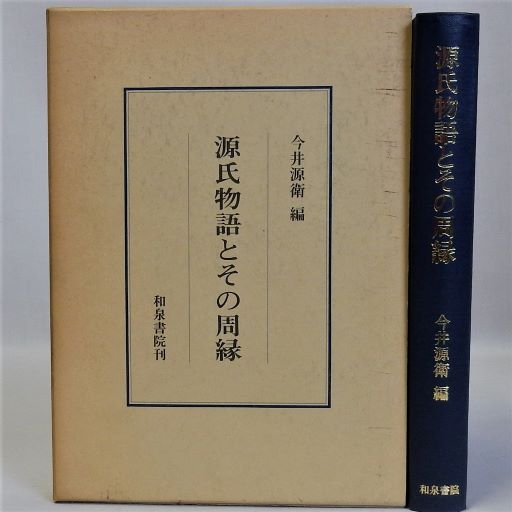 今井源衛 編
源氏物語とその周縁
和泉書院刊
源氏物語とその周縁
今井源衛 編
和泉書院